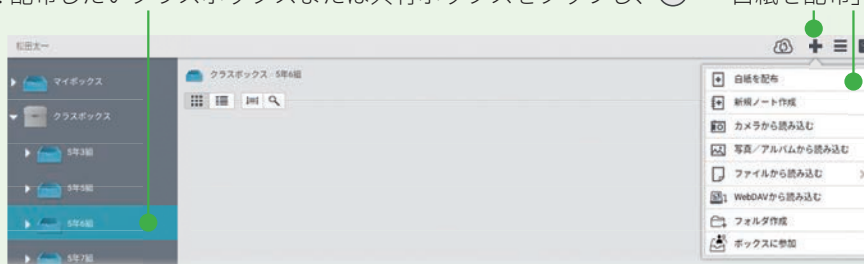 配布したいクラスボックスまたは共有ボックスをタップし、
白紙を配布」
松田太一
マイボックス
クラスボックス
5年3組
5年5組
5年6組
5年7組
クラスボックス 5年6組
白紙を配布
新規ノート作成
カメラから読み込む
写真／アルバムから読み込む
ファイルから読み込む
WebDAVから読み込む
フォルダ作成
ボックスに参加